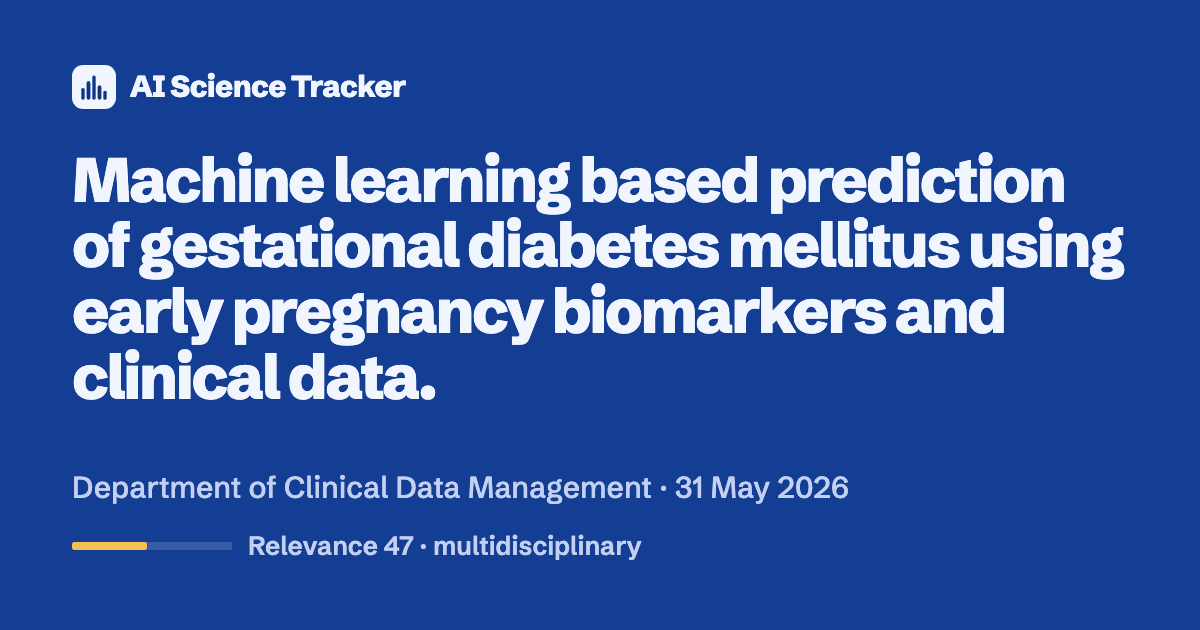 AI Science Tracker
Machine learning based prediction
of gestational diabetes mellitus using
early pregnancy biomarkers and
clinical data.
Department of Clinical Data Management · 31 May 2026
Relevance 47 · multidisciplinary